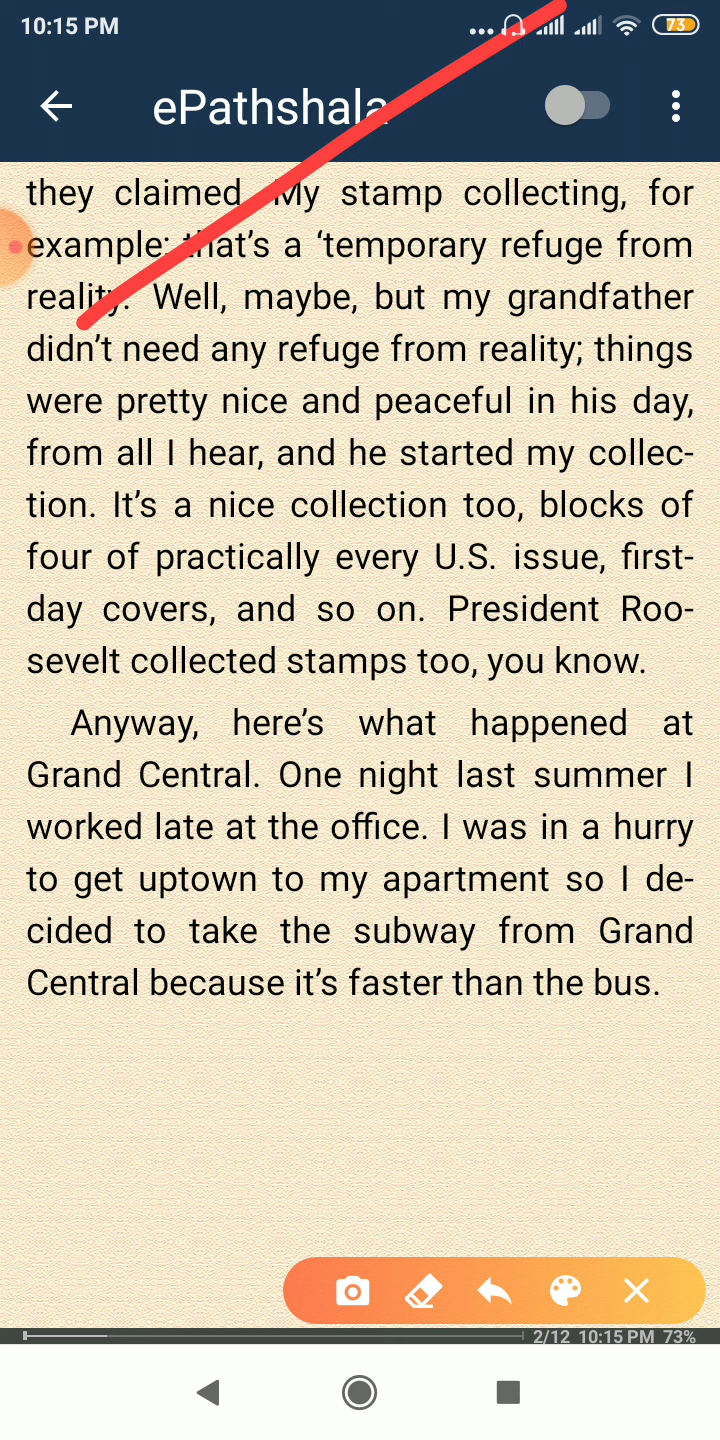 10:15 PM
73
ePathshala
they claimed. My stamp collecting, for
example: that's a ‘temporary refuge from
reality.’ Well, maybe, but my grandfather
didn't need any refuge from reality; things
were pretty nice and peaceful in his day,
from all I hear, and he started my collec-
tion. It's a nice collection too, blocks of
four of practically every U.S. issue, first-
day covers, and so on. President Roo-
sevelt collected stamps too, you know.
Anyway, here's what happened at
Grand Central. One night last summer I
worked late at the office. I was in a hurry
to get uptown to my apartment so I de-
cided to take the subway from Grand
Central because it's faster than the bus.
2/12 10:15 PM 73%